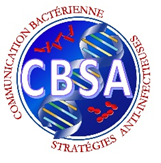 COMMUNICATION BACTÉRIENNE
CBSA
STRATÉGIES ANTI-INFECTIEUSES